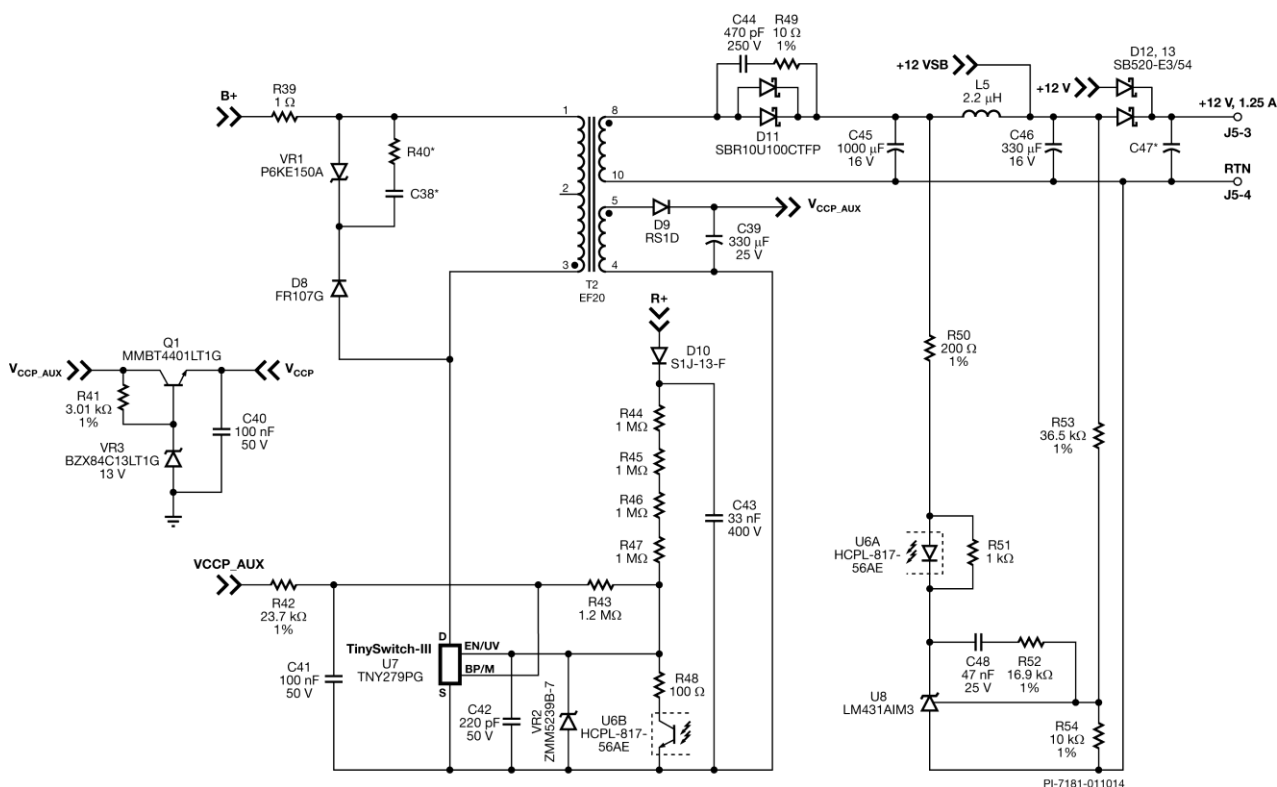 C44
470 pF
250 V
R49
10 Ω
1%
D12, 13
SB520-E3/54
+12 VSB
L5
2.2 µH
+12 V
+12 V, 1.25 A
J5-3
B+
R39
1 Ω
1
8
D11
SBR10U100CTFP
C45
1000 µF
16 V
C46
330 µF
16 V
C47*
VR1
P6KE150A
R40*
C38*
2
10
RTN
J5-4
5
D9
RS1D
C39
330 µF
25 V
VCCP_AUX
D8
FR107G
3
4
T2
EF20
R+
D10
S1J-13-F
R50
200 Ω
1%
Q1
MMBT4401LT1G
VCCP_AUX
VCCP
R41
3.01 kΩ
1%
C40
100 nF
50 V
VR3
BZX84C13LT1G
13 V
R44
1 MΩ
R45
1 MΩ
R46
1 MΩ
R47
1 MΩ
C43
33 nF
400 V
R53
36.5 kΩ
1%
U6A
HCPL-817-
56AE
R51
1 kΩ
VCCP_AUX
R42
23.7 kΩ
1%
R43
1.2 MΩ
TinySwitch-III
U7
TNY279PG
D
EN/UV
BP/M
S
C41
100 nF
50 V
C42
220 pF
50 V
VR2
ZMM5239B-7
R48
100 Ω
U6B
HCPL-817-
56AE
C48
47 nF
25 V
R52
16.9 kΩ
1%
U8
LM431AIM3
R54
10 kΩ
1%
PI-7181-011014